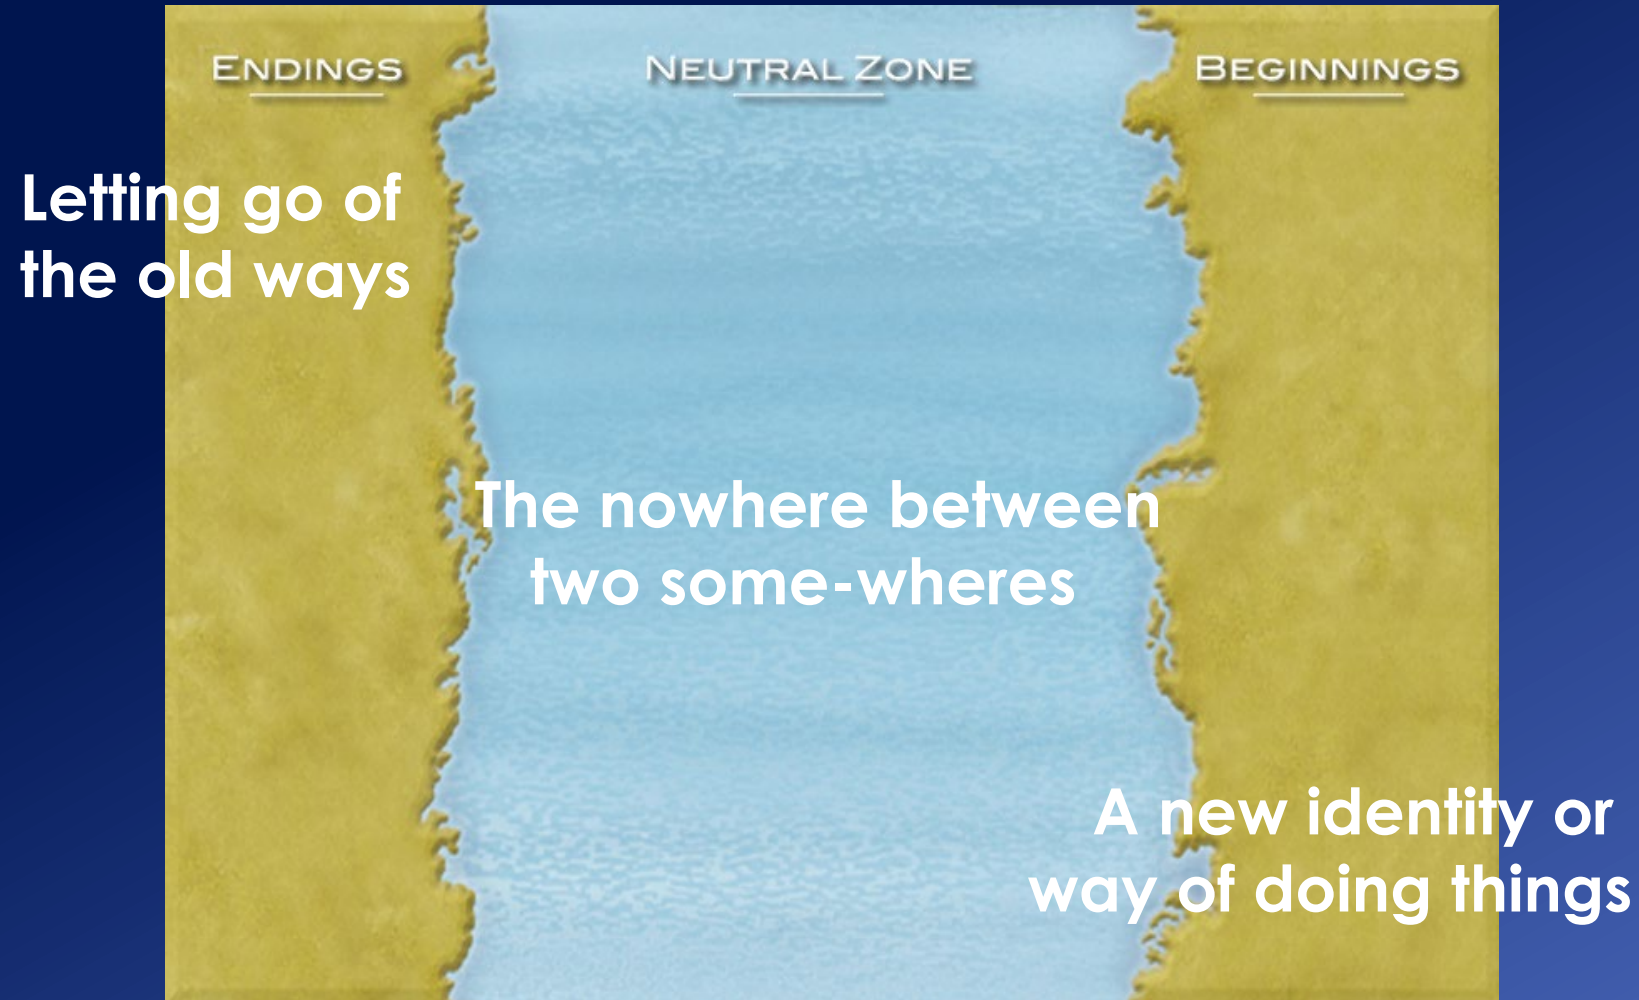 ENDINGS
NEUTRAL ZONE
BEGINNINGS
Letting go of
the old ways
The nowhere between
two some-wheres
A new identity or
way of doing things